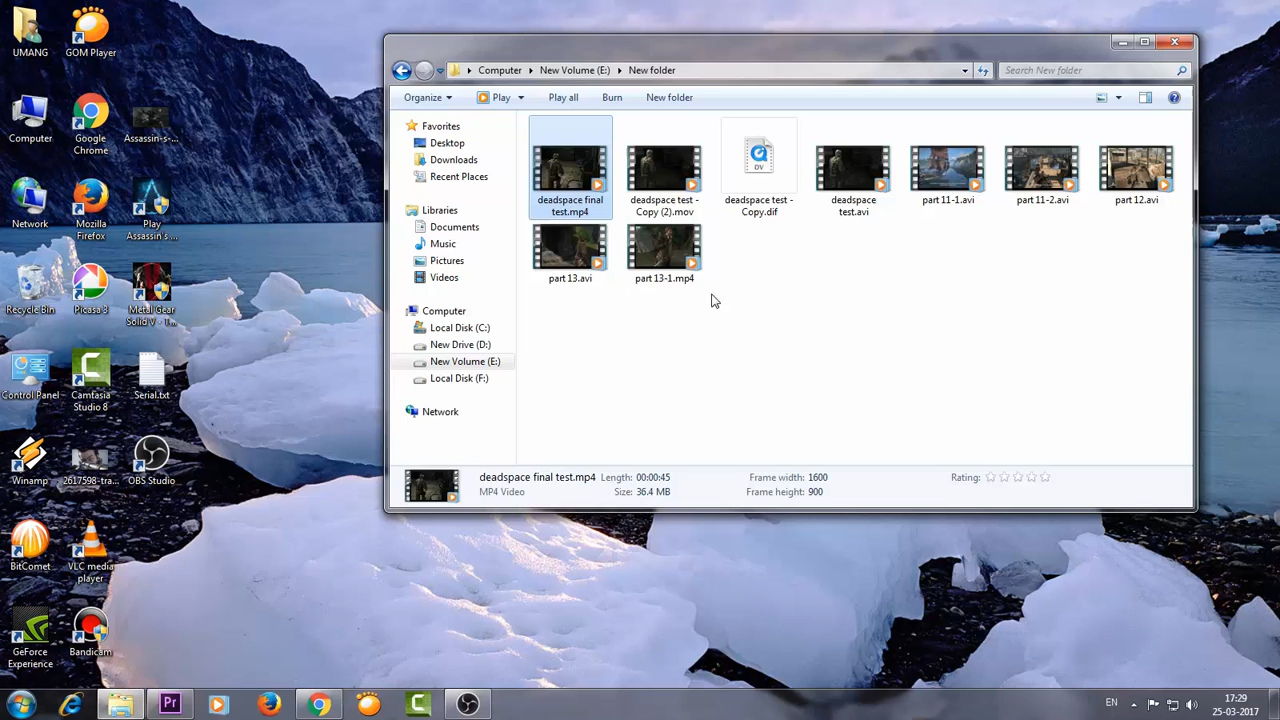 UMANG
GOM Player
Computer
Google
Chrome
Assassin-s-...
Network
Mozilla
Firefox
Play
Assassin's ...
Recycle Bin
Picasa 3
Metal Gear
Solid V - T...
Control Panel
Camtasia
Studio 8
Serial.txt
Winamp
2617598-tra...
OBS Studio
BitComet
VLC media
player
GeForce
Experience
Bandicam
Computer
New Volume (E:)
New folder
Search New folder
Organize
Play
Play all
Burn
New folder
Favorites
Desktop
Downloads
Recent Places
Libraries
Documents
Music
Pictures
Videos
Computer
Local Disk (C:)
New Drive (D:)
New Volume (E:)
Local Disk (F:)
Network
deadspace final
test.mp4
deadspace test -
Copy (2).mov
DV
deadspace test -
Copy.dif
deadspace
test.avi
part 11-1.avi
part 11-2.avi
part 12.avi
part 13.avi
part 13-1.mp4
deadspace final test.mp4 Length: 00:00:45 Frame width: 1600 Rating:
MP4 Video Size: 36.4 MB Frame height: 900
Pr
EN
17:29
25-03-2017